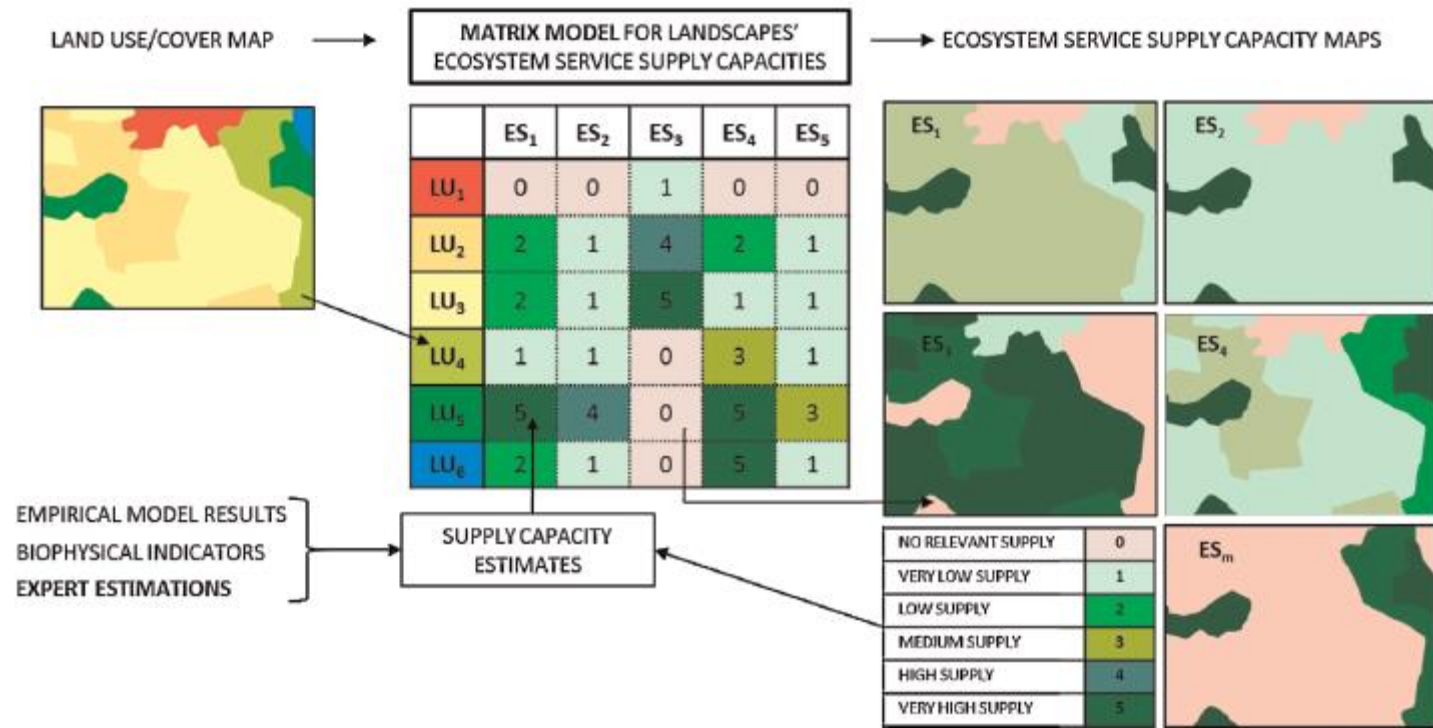 LAND USE/COVER MAP
MATRIX MODEL FOR LANDSCAPES'
ECOSYSTEM SERVICE SUPPLY CAPACITIES
ECOSYSTEM SERVICE SUPPLY CAPACITY MAPS
ES₁ ES₂ ES₃ ES₄ ES₅
LU₁ 0 0 1 0 0
LU₂ 2 1 4 2 1
LU₃ 2 1 5 1 1
LU₄ 1 1 0 3 1
LU₅ 5 4 0 5 3
LU₆ 2 1 0 5 1
EMPIRICAL MODEL RESULTS
BIOPHYSICAL INDICATORS
EXPERT ESTIMATIONS
SUPPLY CAPACITY
ESTIMATES
ES₁
ES₂
ES₃
ES₄
NO RELEVANT SUPPLY 0
VERY LOW SUPPLY 1
LOW SUPPLY 2
MEDIUM SUPPLY 3
HIGH SUPPLY 4
VERY HIGH SUPPLY 5
ESₘ